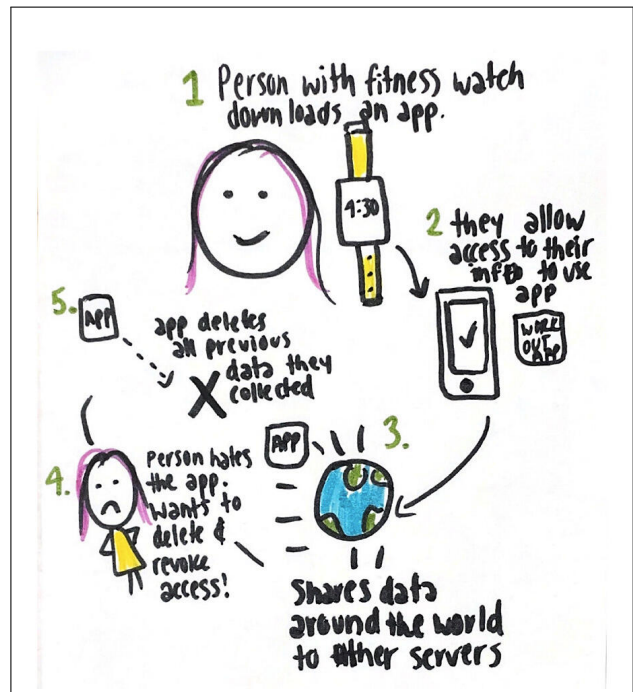 1 Person with fitness watch
downloads an app.
4:30
2 they allow
access to their
info to use
app
WORK
OUT
APP
3.
APP
Shares data
around the world
to other servers
4.
Person hates
the app.
wants to
delete &
revoke
access!
5.
APP
app deletes
all previous
data they
collected